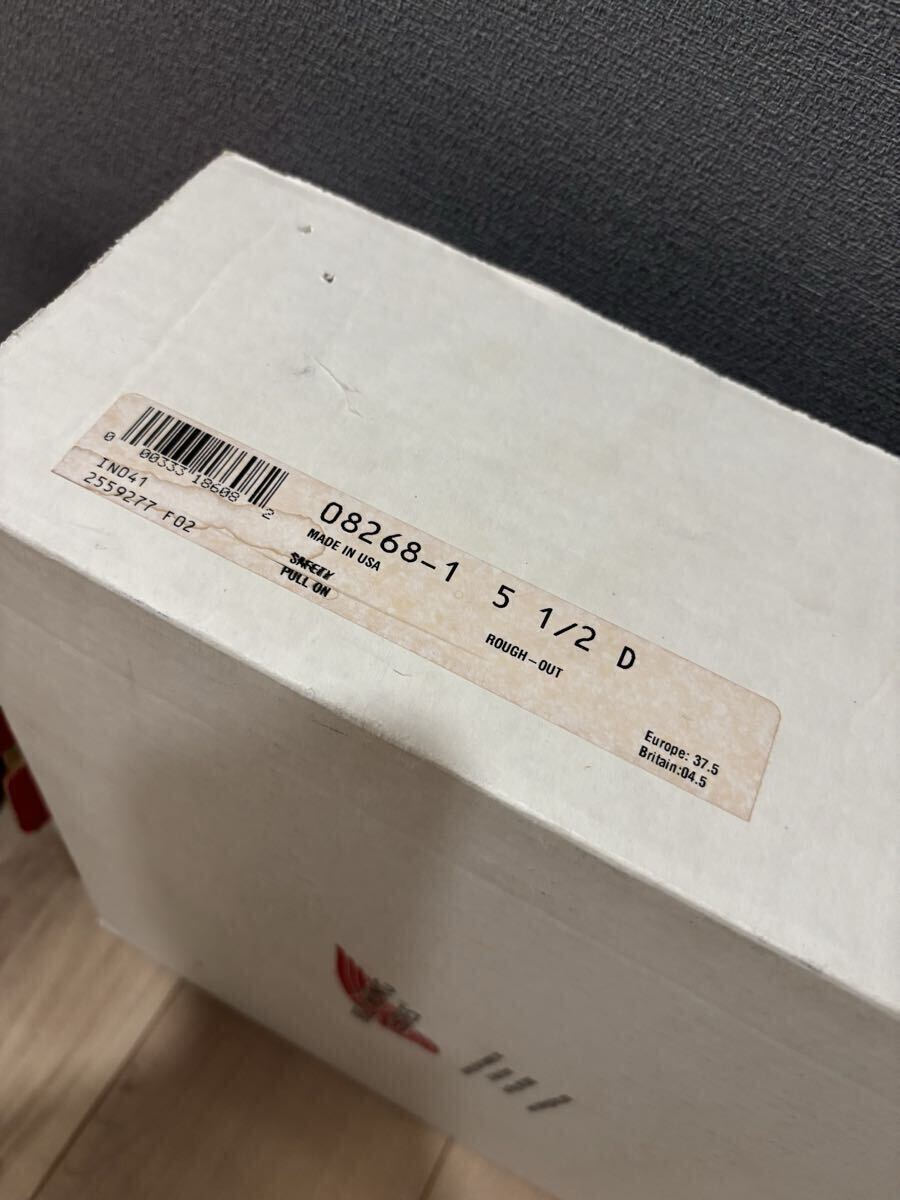 0 00333 18608 2
IN041
2559277 F02
08268-1 5 1/2 D
MADE IN USA
SAFETY
PULL ON
ROUGH-OUT
Europe: 37.5
Britain:04.5